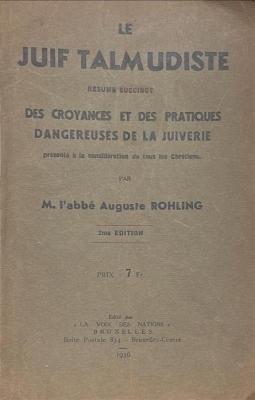 LE
JUIF TALMUDISTE
RÉSUMÉ SUCCINCT
DES CROYANCES ET DES PRATIQUES
DANGEREUSES DE LA JUIVERIE
présenté à la considération de tous les Chrétiens.
PAR
M. l'abbé Auguste ROHLING
2me EDITION
PRIX : 7 Fr.
Edité par
« LA VOIX DES NATIONS »
BRUXELLES
Boîte Postale 834 - Bruxelles-Centre
1936